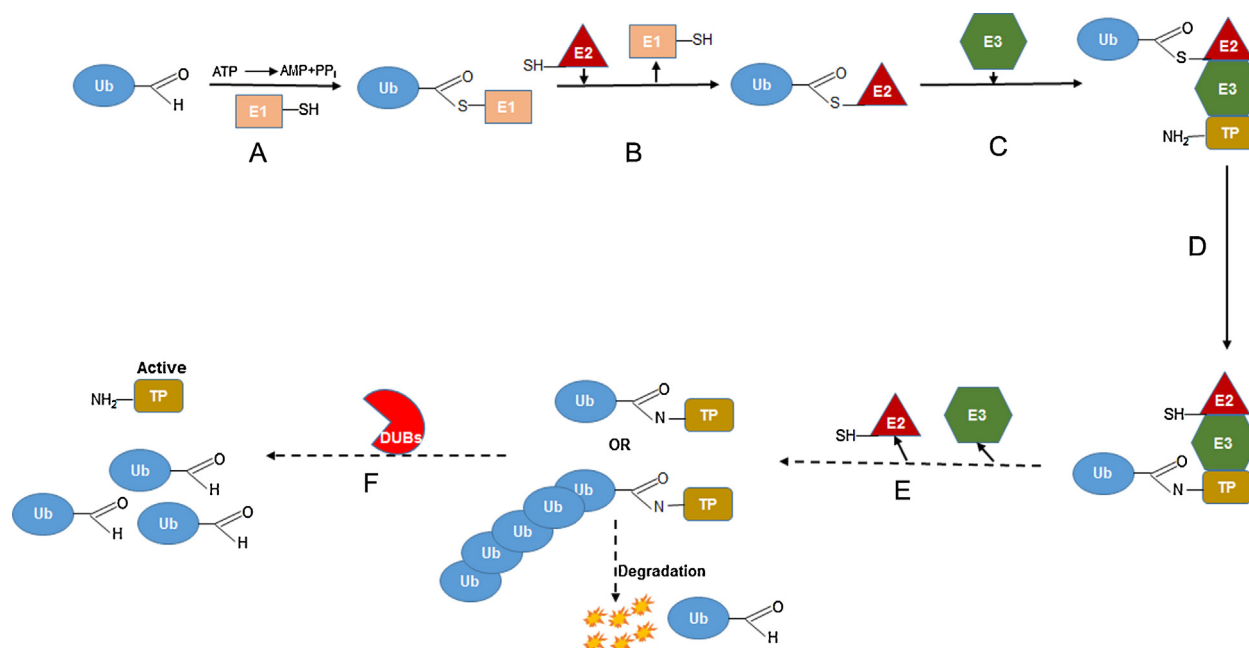 Ub O H
ATP → AMP+PPi
E1 SH
A
Ub O S E1
SH E2 E1 SH
B
Ub O S E2
E3
C
Ub O S E2
E3
NH2 TP
D
E2
SH E3
Ub O N TP
SH E2 E3
E
Ub O N TP
OR
Ub O N TP
Ub
Ub
Ub
Ub
Degradation
Ub O H
DUBs
F
Active
NH2 TP
Ub O H
Ub O H
Ub O H